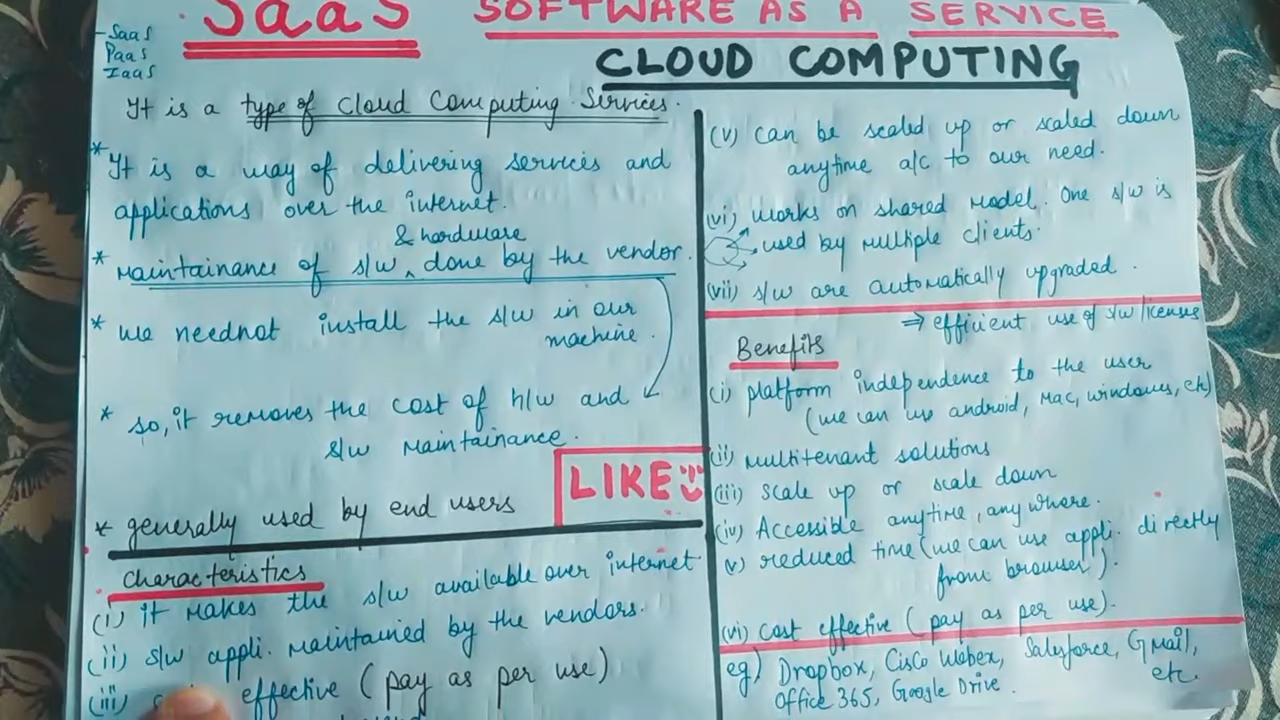 SaaS SOFTWARE AS A SERVICE
- SaaS
PaaS
IaaS
CLOUD COMPUTING
It is a type of Cloud Computing Services.
* It is a way of delivering services and
applications over the internet.
& hardware
* Maintainance of s/w ^ done by the vendor.
* we neednot install the s/w in our
machine.
* so, it removes the cost of h/w and
s/w Maintainance.
LIKE
* generally used by end users
Characteristics
(i) it makes the s/w available over internet
(ii) s/w appli. maintained by the vendors.
(iii) effective (pay as per use)
(v) can be scaled up or scaled down
anytime a/c to our need.
(vi) works on shared model. One s/w is
used by multiple clients.
(vii) s/w are automatically upgraded.
⇒ efficient use of s/w licenses
Benefits
(i) platform independence to the user
(we can use android, Mac, windows, etc)
(ii) Multitenant solutions
(iii) scale up or scale down
(iv) Accessible anytime, anywhere.
(v) reduced time (we can use appli. directly
from browser).
(vi) Cost effective (pay as per use).
eg) Dropbox, Cisco Webex, Salesforce, Gmail,
Office 365, Google Drive. etc.